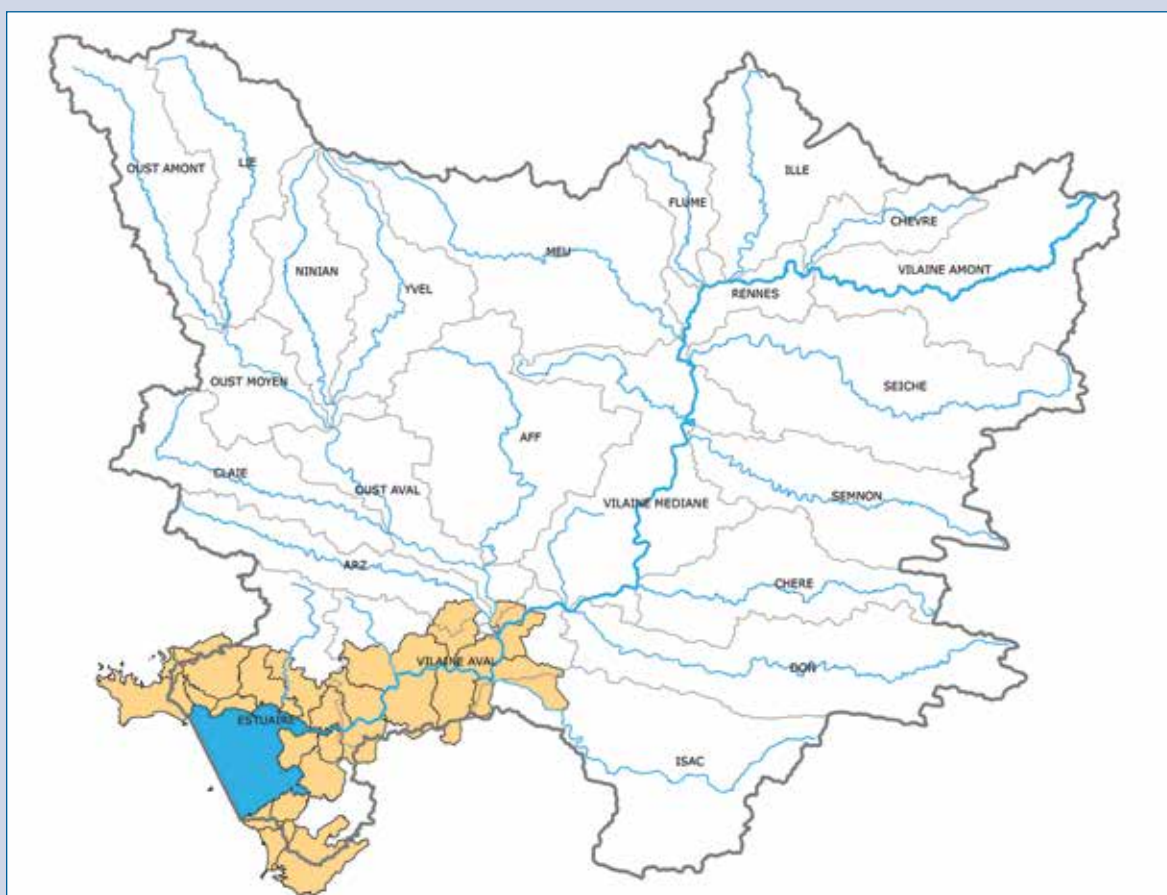 OUST AMONT
LIE
ILLE
FLUME
CHEVRE
MEU
NINIAN
YVEL
VILAINE AMONT
RENNES
OUST MOYEN
SEICHE
AFF
CLAIE
OUST AVAL
SEMNON
VILAINE MEDIANE
ARZ
CHERE
VILAINE AVAL
DON
ESTUAIRE
ISAC